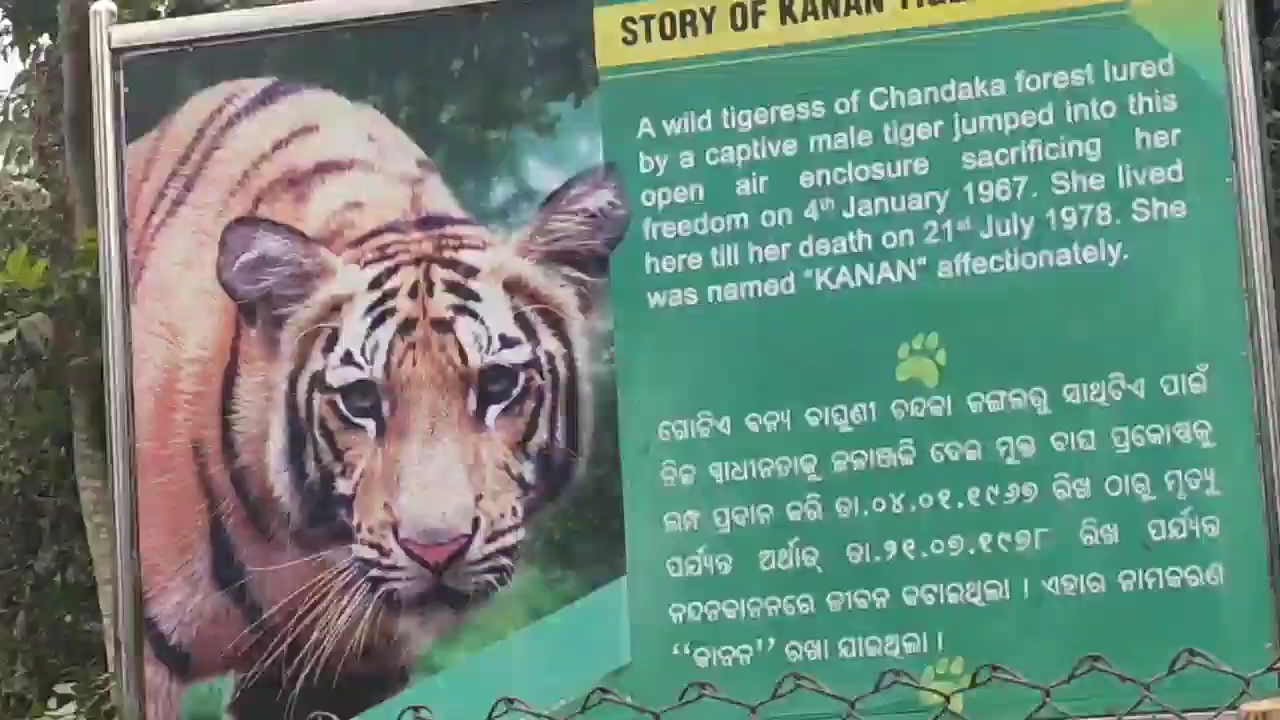 STORY OF KANAN
A wild tigeress of Chandaka forest lured
by a captive male tiger jumped into this
open air enclosure sacrificing her
freedom on 4th January 1967. She lived
here till her death on 21st July 1978. She
was named "KANAN" affectionately.
ଗୋଟିଏ ବନ୍ୟ ବାଘୁଣୀ ଚନ୍ଦକା ଜଙ୍ଗଲରୁ ସାଥିଟିଏ ପାଇଁ
ନିଜ ସ୍ୱାଧୀନତାକୁ ଜଳାଞ୍ଜଳି ଦେଇ ମୁକ୍ତ ବାଘ ପ୍ରକୋଷ୍ଠକୁ
ଲମ୍ଫ ପ୍ରଦାନ କରି ତା.୦୪.୦୧.୧୯୬୭ ରିଖ ଠାରୁ ମୃତ୍ୟୁ
ପର୍ଯ୍ୟନ୍ତ ଅର୍ଥାତ୍ ତା.୨୧.୦୭.୧୯୭୮ ରିଖ ପର୍ଯ୍ୟନ୍ତ
ନନ୍ଦନକାନନରେ ଜୀବନ କଟାଇଥିଲା । ଏହାର ନାମକରଣ
‘‘କାନନ’’ ରଖା ଯାଇଥିଲା ।